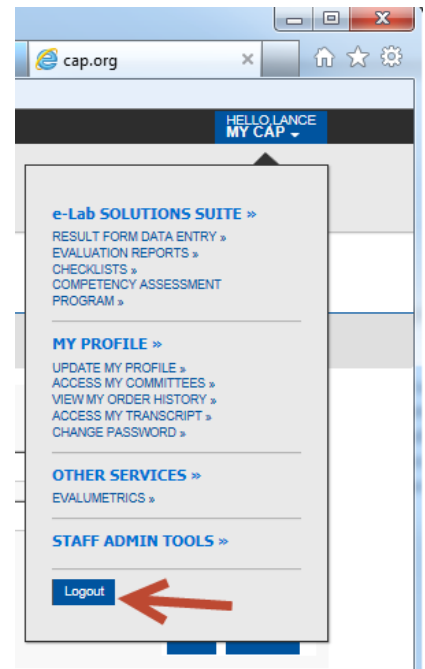 cap.org
HELLO,LANCE
MY CAP
e-Lab SOLUTIONS SUITE »
RESULT FORM DATA ENTRY »
EVALUATION REPORTS »
CHECKLISTS »
COMPETENCY ASSESSMENT
PROGRAM »
MY PROFILE »
UPDATE MY PROFILE »
ACCESS MY COMMITTEES »
VIEW MY ORDER HISTORY »
ACCESS MY TRANSCRIPT »
CHANGE PASSWORD »
OTHER SERVICES »
EVALUMETRICS »
STAFF ADMIN TOOLS »
Logout